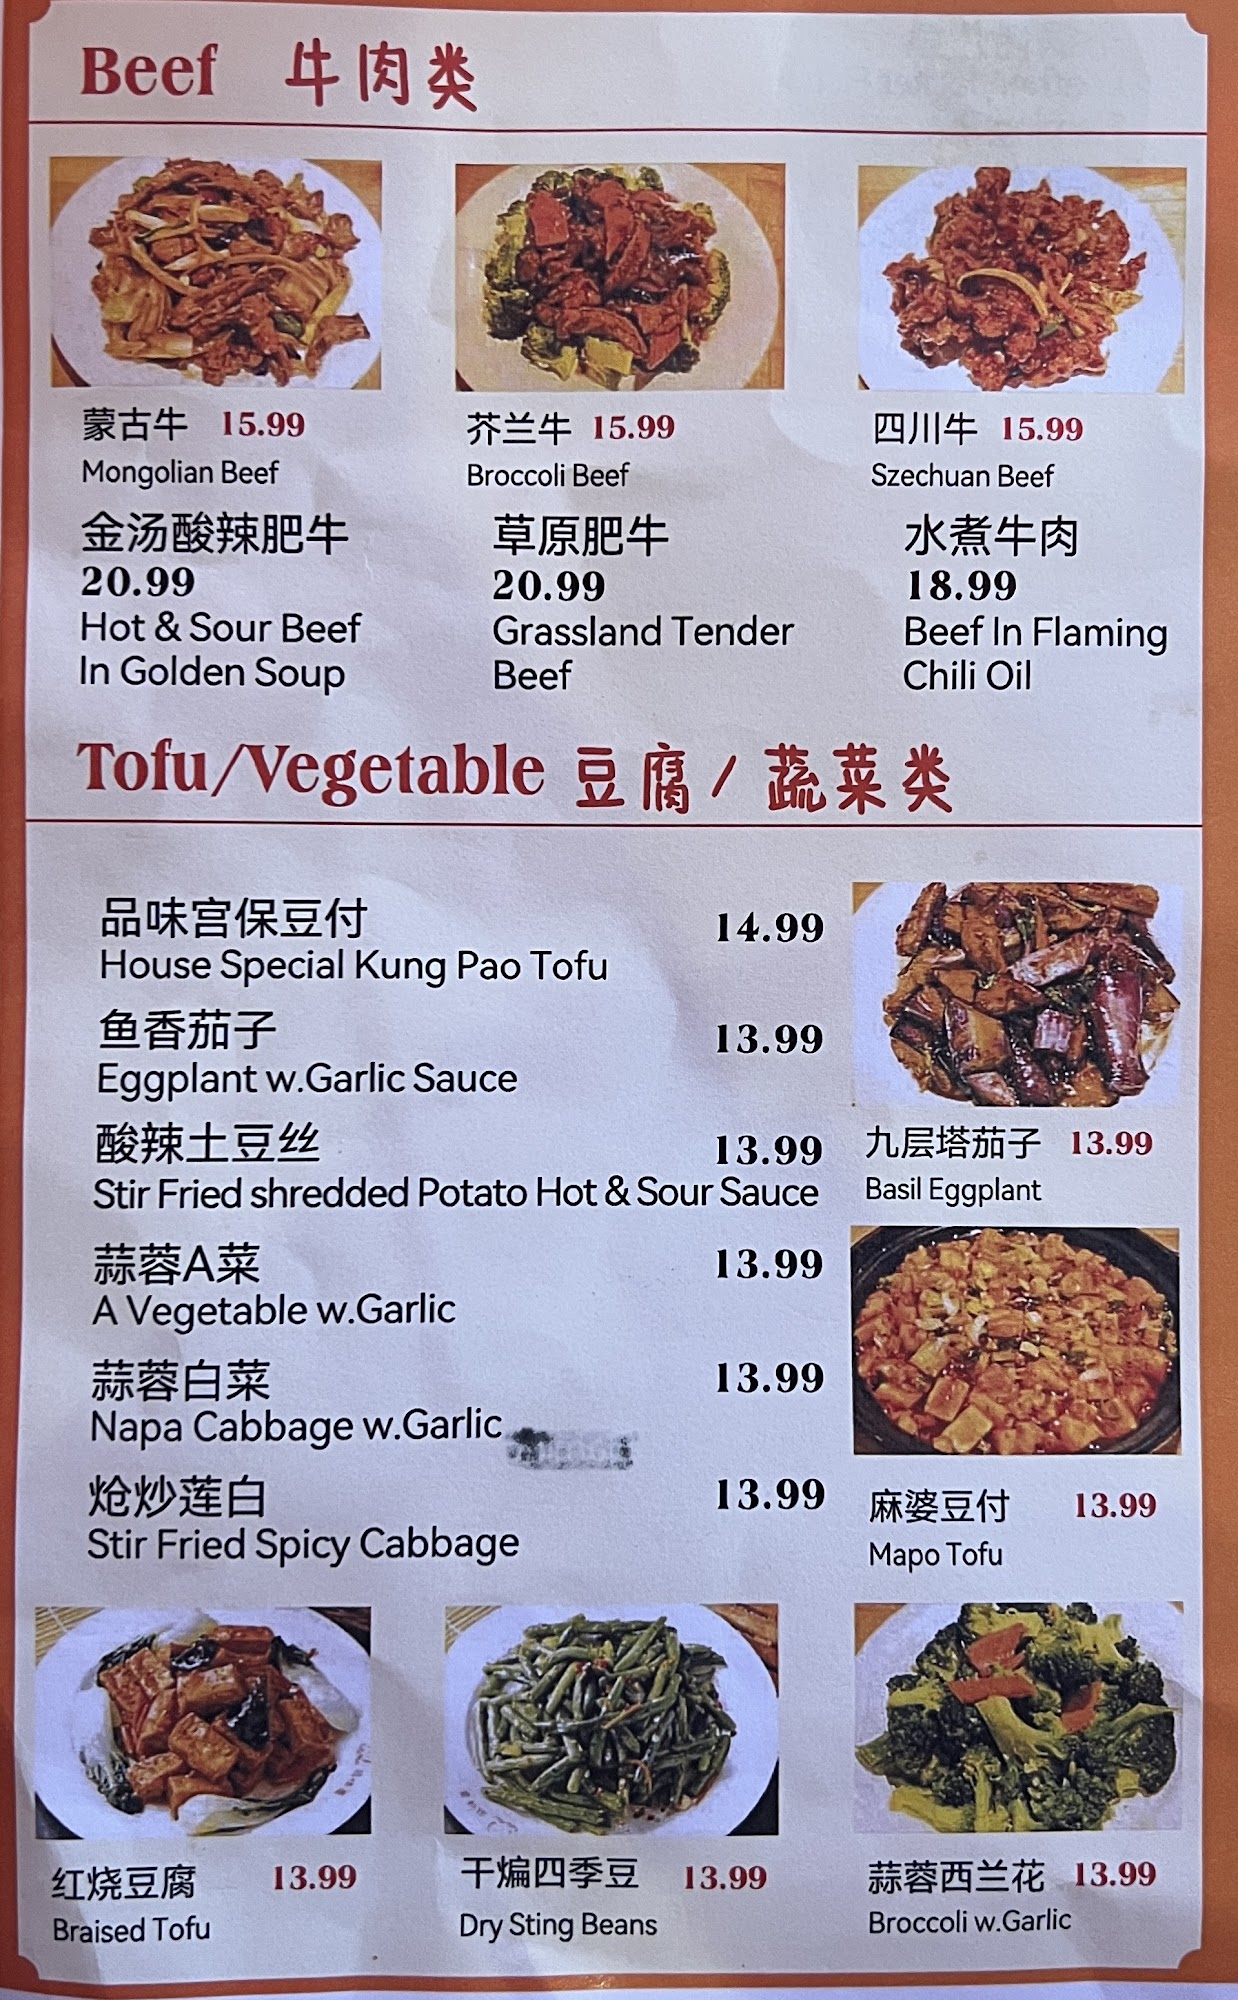 Beef 牛肉类
蒙古牛 15.99
Mongolian Beef
芥兰牛 15.99
Broccoli Beef
四川牛 15.99
Szechuan Beef
金汤酸辣肥牛
20.99
Hot & Sour Beef
In Golden Soup
草原肥牛
20.99
Grassland Tender
Beef
水煮牛肉
18.99
Beef In Flaming
Chili Oil
Tofu/Vegetable 豆腐/蔬菜类
品味宫保豆付 14.99
House Special Kung Pao Tofu
鱼香茄子 13.99
Eggplant w.Garlic Sauce
酸辣土豆丝 13.99
Stir Fried shredded Potato Hot & Sour Sauce
蒜蓉A菜 13.99
A Vegetable w.Garlic
蒜蓉白菜 13.99
Napa Cabbage w.Garlic
炝炒莲白 13.99
Stir Fried Spicy Cabbage
九层塔茄子 13.99
Basil Eggplant
麻婆豆付 13.99
Mapo Tofu
红烧豆腐 13.99
Braised Tofu
干煸四季豆 13.99
Dry Sting Beans
蒜蓉西兰花 13.99
Broccoli w.Garlic